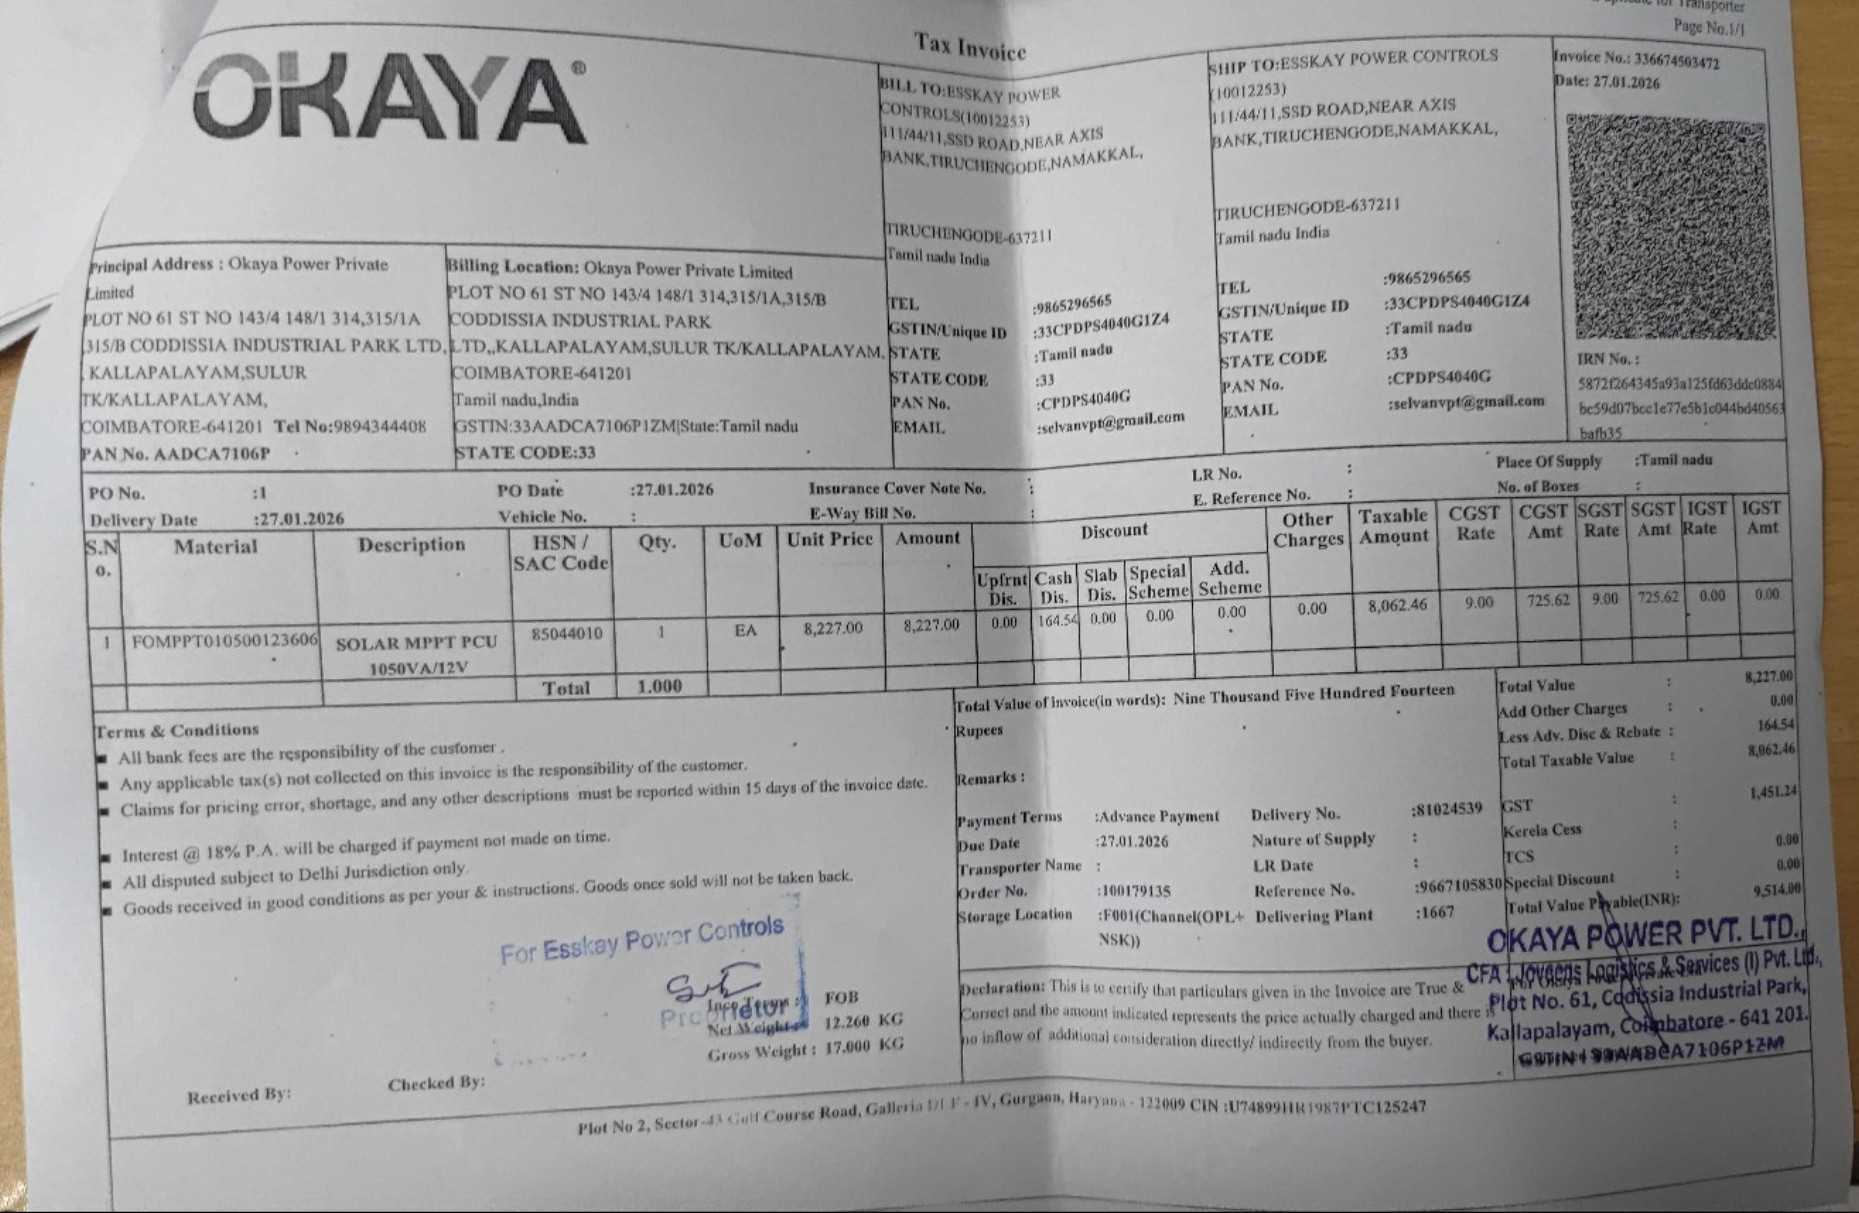 for Transporter
Page No.1/1
Tax Invoice
OKAYA®
BILL TO:ESSKAY POWER
CONTROLS(10012253)
111/44/11,SSD ROAD,NEAR AXIS
BANK,TIRUCHENGODE,NAMAKKAL,
TIRUCHENGODE-637211
Tamil nadu India
TEL :9865296565
GSTIN/Unique ID :33CPDPS4040G1Z4
STATE :Tamil nadu
STATE CODE :33
PAN No. :CPDPS4040G
EMAIL :selvanvpt@gmail.com
SHIP TO:ESSKAY POWER CONTROLS
(10012253)
111/44/11,SSD ROAD,NEAR AXIS
BANK,TIRUCHENGODE,NAMAKKAL,
TIRUCHENGODE-637211
Tamil nadu India
TEL :9865296565
GSTIN/Unique ID :33CPDPS4040G1Z4
STATE :Tamil nadu
STATE CODE :33
PAN No. :CPDPS4040G
EMAIL :selvanvpt@gmail.com
Invoice No.: 336674503472
Date: 27.01.2026
IRN No. :
5872f264345a93a125fd63ddc0884
bc59d07bcc1e77e5b1c044bd40563
bafb35
Principal Address : Okaya Power Private
Limited
PLOT NO 61 ST NO 143/4 148/1 314,315/1A
,315/B CODDISSIA INDUSTRIAL PARK LTD,
, KALLAPALAYAM,SULUR
TK/KALLAPALAYAM,
COIMBATORE-641201 Tel No:9894344408
PAN No. AADCA7106P
Billing Location: Okaya Power Private Limited
PLOT NO 61 ST NO 143/4 148/1 314,315/1A,315/B
CODDISSIA INDUSTRIAL PARK
LTD,,KALLAPALAYAM,SULUR TK/KALLAPALAYAM,
COIMBATORE-641201
Tamil nadu,India
GSTIN:33AADCA7106P1ZM|State:Tamil nadu
STATE CODE:33
PO No. :1 PO Date :27.01.2026 Insurance Cover Note No. : LR No. : Place Of Supply :Tamil nadu
Delivery Date :27.01.2026 Vehicle No. : E-Way Bill No. : E. Reference No. : No. of Boxes :
S.No. Material Description HSN / SAC Code Qty. UoM Unit Price Amount Discount Other Charges Taxable Amount CGST Rate CGST Amt SGST Rate SGST Amt IGST Rate IGST Amt
Upfrnt Dis. Cash Dis. Slab Dis. Special Scheme Add. Scheme
1 FOMPPT010500123606 SOLAR MPPT PCU 85044010 1 EA 8,227.00 8,227.00 0.00 164.54 0.00 0.00 0.00 0.00 8,062.46 9.00 725.62 9.00 725.62 0.00 0.00
1050VA/12V
Total 1.000
Terms & Conditions
All bank fees are the responsibility of the customer .
Any applicable tax(s) not collected on this invoice is the responsibility of the customer.
Claims for pricing error, shortage, and any other descriptions must be reported within 15 days of the invoice date.
Interest @ 18% P.A. will be charged if payment not made on time.
All disputed subject to Delhi Jurisdiction only.
Goods received in good conditions as per your & instructions. Goods once sold will not be taken back.
For Esskay Power Controls
Proprietor
Inco Terms : FOB
Net Weight : 12.260 KG
Gross Weight : 17.000 KG
Received By:
Checked By:
Total Value of Invoice(in words): Nine Thousand Five Hundred Fourteen
Rupees
Remarks :
Payment Terms :Advance Payment Delivery No. :81024539
Due Date :27.01.2026 Nature of Supply :
Transporter Name : LR Date :
Order No. :100179135 Reference No. :9667105830
Storage Location :F001(Channel(OPL+ Delivering Plant :1667
NSK))
Total Value : 8,227.00
Add Other Charges : 0.00
Less Adv. Disc & Rebate : 164.54
Total Taxable Value : 8,062.46
GST : 1,451.24
Kerela Cess :
TCS : 0.00
Special Discount : 0.00
Total Value Payable(INR): 9,514.00
Declaration: This is to certify that particulars given in the Invoice are True &
Correct and the amount indicated represents the price actually charged and there is
no inflow of additional consideration directly/ indirectly from the buyer.
OKAYA POWER PVT. LTD.,
CFA : Joveens Logistics & Services (I) Pvt. Ltd.,
Plot No. 61, Codissia Industrial Park,
Kallapalayam, Coimbatore - 641 201.
GSTIN : 33AADCA7106P1ZM
Plot No 2, Sector-43 Golf Course Road, Galleria DLF - IV, Gurgaon, Haryana - 122009 CIN :U74899HR1987PTC125247